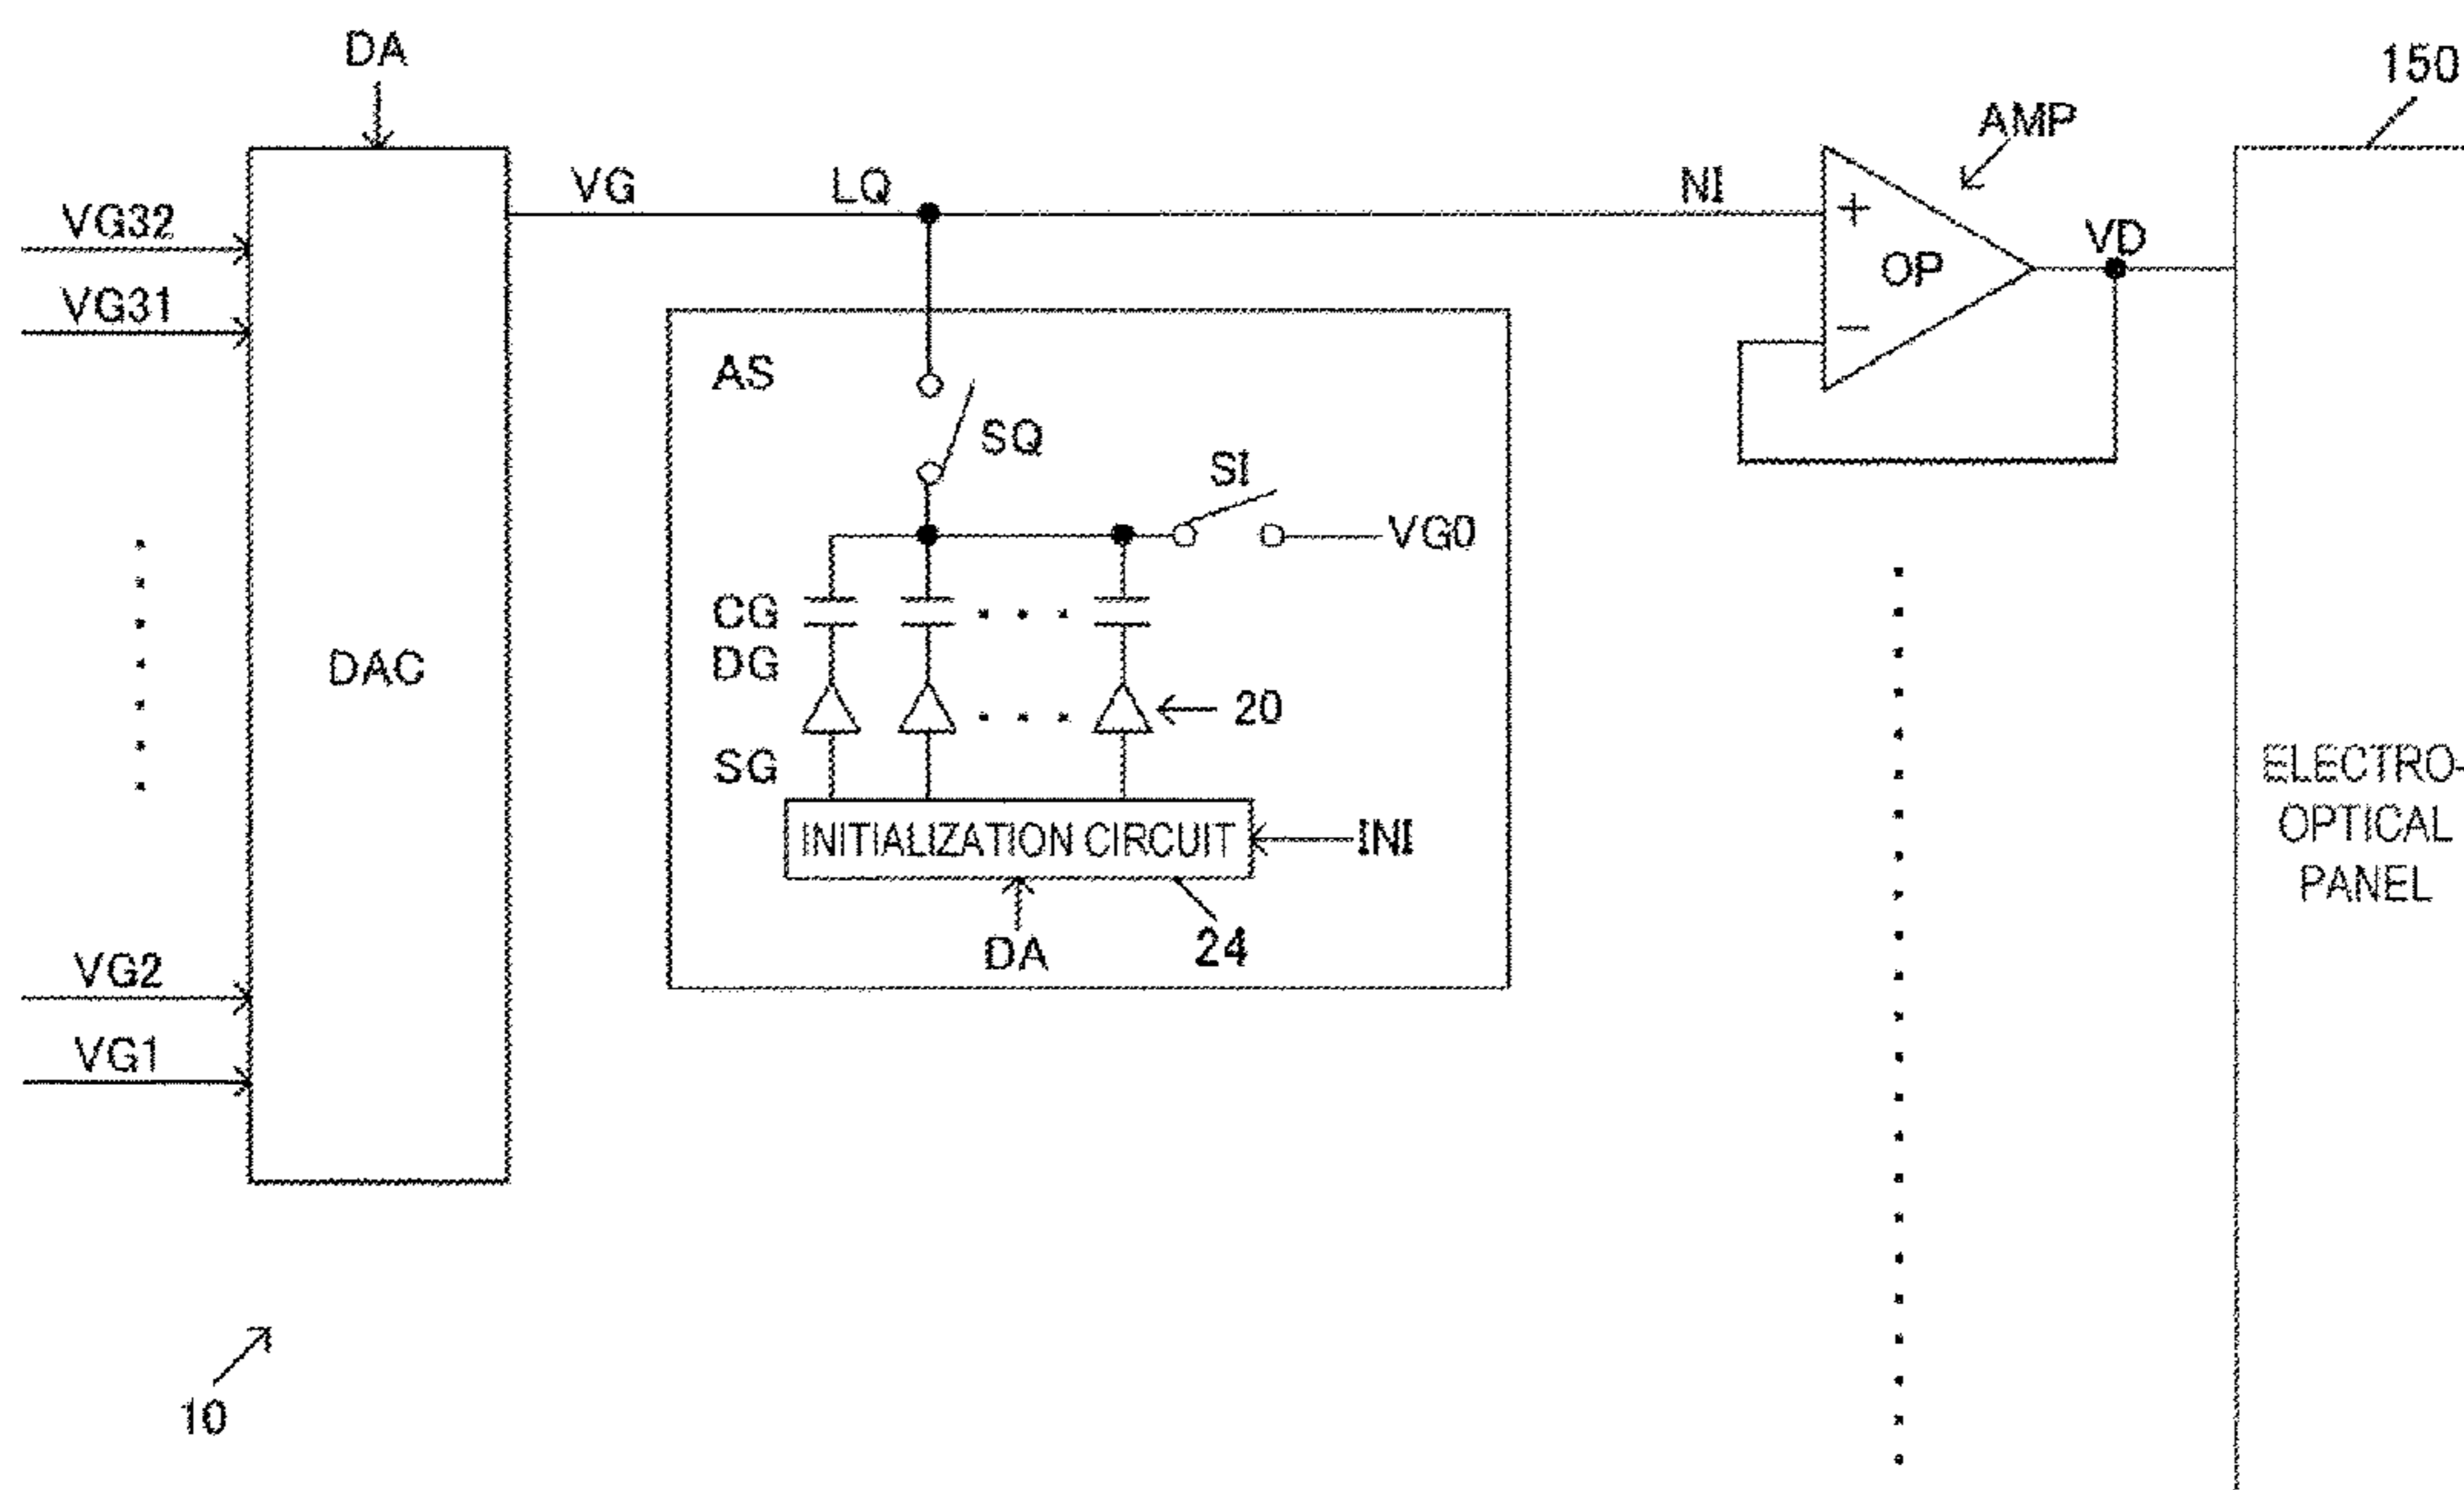 DA
150
AMP
VG32
VG
LQ
NI
+
VD
OP
VG31
−
AS
SQ
SI
VG0
CG
DG
DAC
20
SG
ELECTRO-
OPTICAL
PANEL
INITIALIZATION CIRCUIT
INI
DA
24
VG2
VG1
10